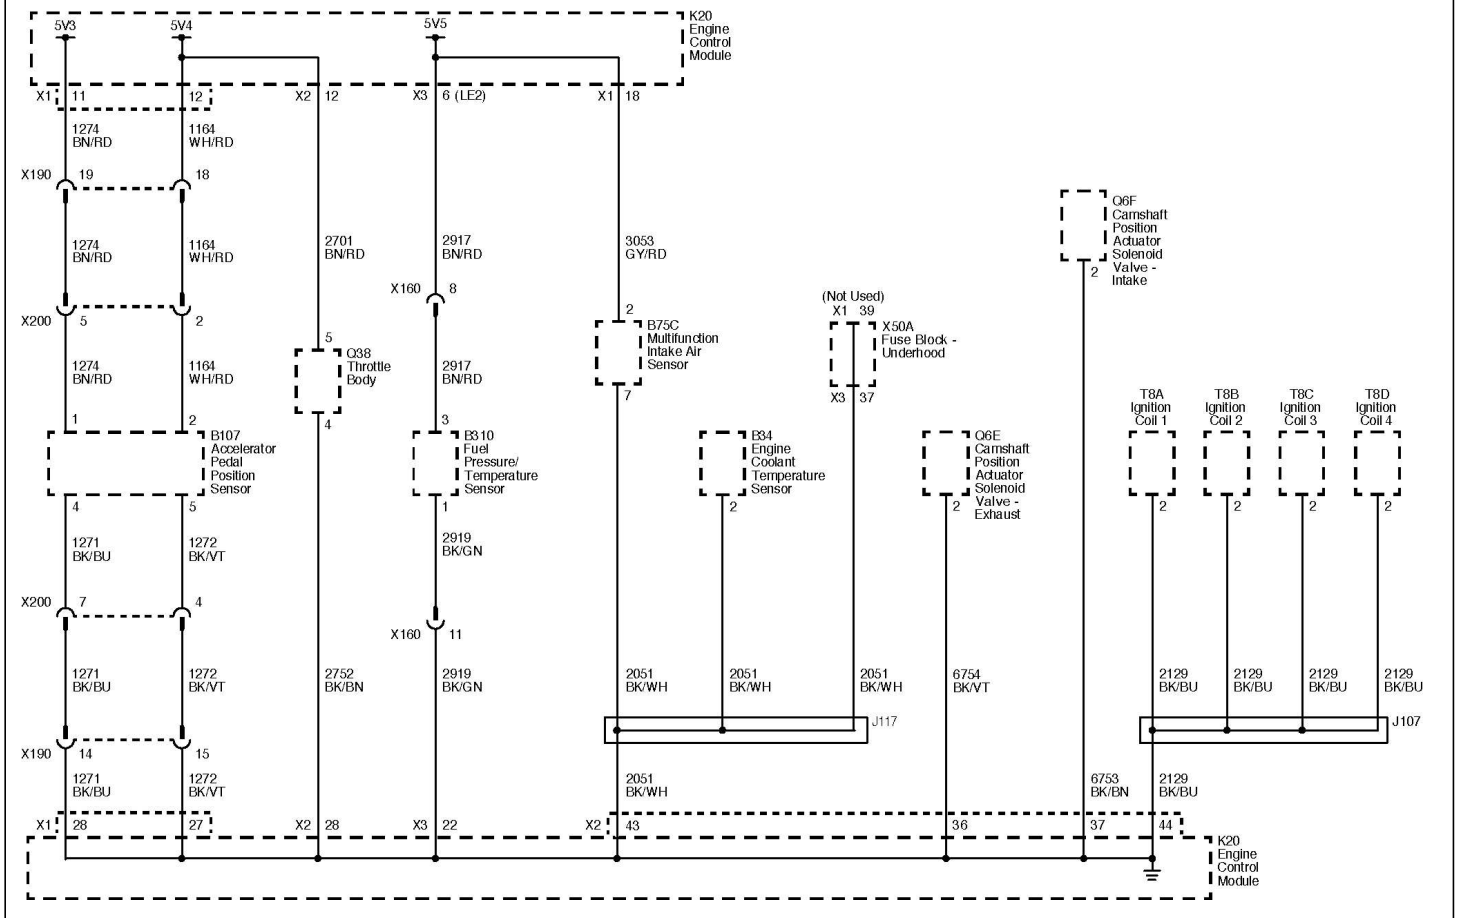 5V3
5V4
5V5
K20
Engine
Control
Module
X1
11
12
X2
12
X3
6 (LE2)
X1
18
1274
BN/RD
1164
WH/RD
X190
19
18
1274
BN/RD
1164
WH/RD
2701
BN/RD
2917
BN/RD
3053
GY/RD
Q6F
Camshaft
Position
Actuator
Solenoid
Valve -
Intake
2
X160
8
(Not Used)
X1
39
X200
5
2
2
B75C
Multifunction
Intake Air
Sensor
X50A
Fuse Block -
Underhood
5
Q38
Throttle
Body
1274
BN/RD
1164
WH/RD
2917
BN/RD
7
X3
37
T8A
Ignition
Coil 1
T8B
Ignition
Coil 2
T8C
Ignition
Coil 3
T8D
Ignition
Coil 4
1
2
4
3
B107
Accelerator
Pedal
Position
Sensor
B310
Fuel
Pressure/
Temperature
Sensor
B34
Engine
Coolant
Temperature
Sensor
Q6E
Camshaft
Position
Actuator
Solenoid
Valve -
Exhaust
4
5
1
2
2
2
2
2
2
1271
BK/BU
1272
BK/VT
2919
BK/GN
X200
7
4
X160
11
1271
BK/BU
1272
BK/VT
2752
BK/BN
2919
BK/GN
2051
BK/WH
2051
BK/WH
2051
BK/WH
6754
BK/VT
2129
BK/BU
2129
BK/BU
2129
BK/BU
2129
BK/BU
J117
J107
X190
14
15
1271
BK/BU
1272
BK/VT
2051
BK/WH
6753
BK/BN
2129
BK/BU
X1
28
27
X2
28
X3
22
X2
43
36
37
44
K20
Engine
Control
Module